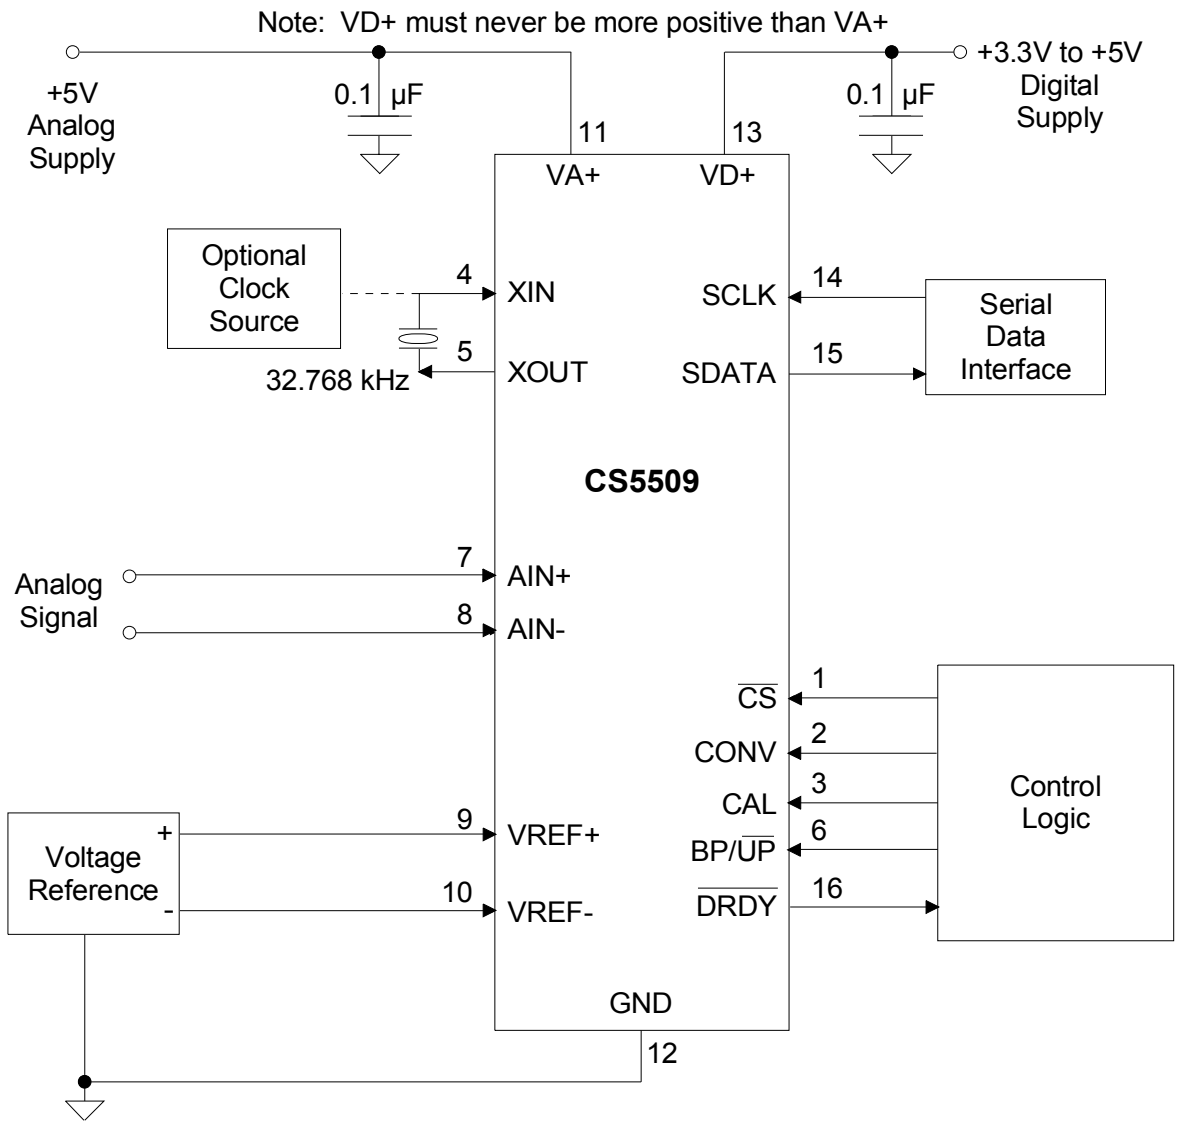 Note: VD+ must never be more positive than VA+
+5V
Analog
Supply
0.1 µF
0.1 µF
+3.3V to +5V
Digital
Supply
11
13
VA+
VD+
Optional
Clock
Source
4
XIN
5
XOUT
32.768 kHz
SCLK
14
SDATA
15
Serial
Data
Interface
CS5509
Analog
Signal
7
AIN+
8
AIN-
CS
1
CONV
2
CAL
3
BP/UP
6
DRDY
16
Control
Logic
Voltage
Reference
+
-
9
VREF+
10
VREF-
GND
12